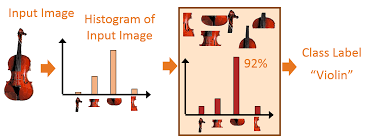 Input Image
Histogram of
Input Image
92%
Class Label
“Violin”